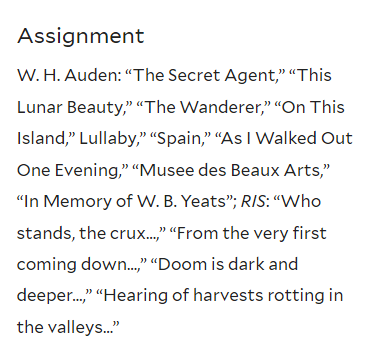 Assignment
W. H. Auden: “The Secret Agent,” “This
Lunar Beauty,” “The Wanderer,” “On This
Island,” Lullaby,” “Spain,” “As I Walked Out
One Evening,” “Musee des Beaux Arts,”
“In Memory of W. B. Yeats”; RIS: “Who
stands, the crux...,” “From the very first
coming down...,” “Doom is dark and
deeper...,” “Hearing of harvests rotting in
the valleys...”